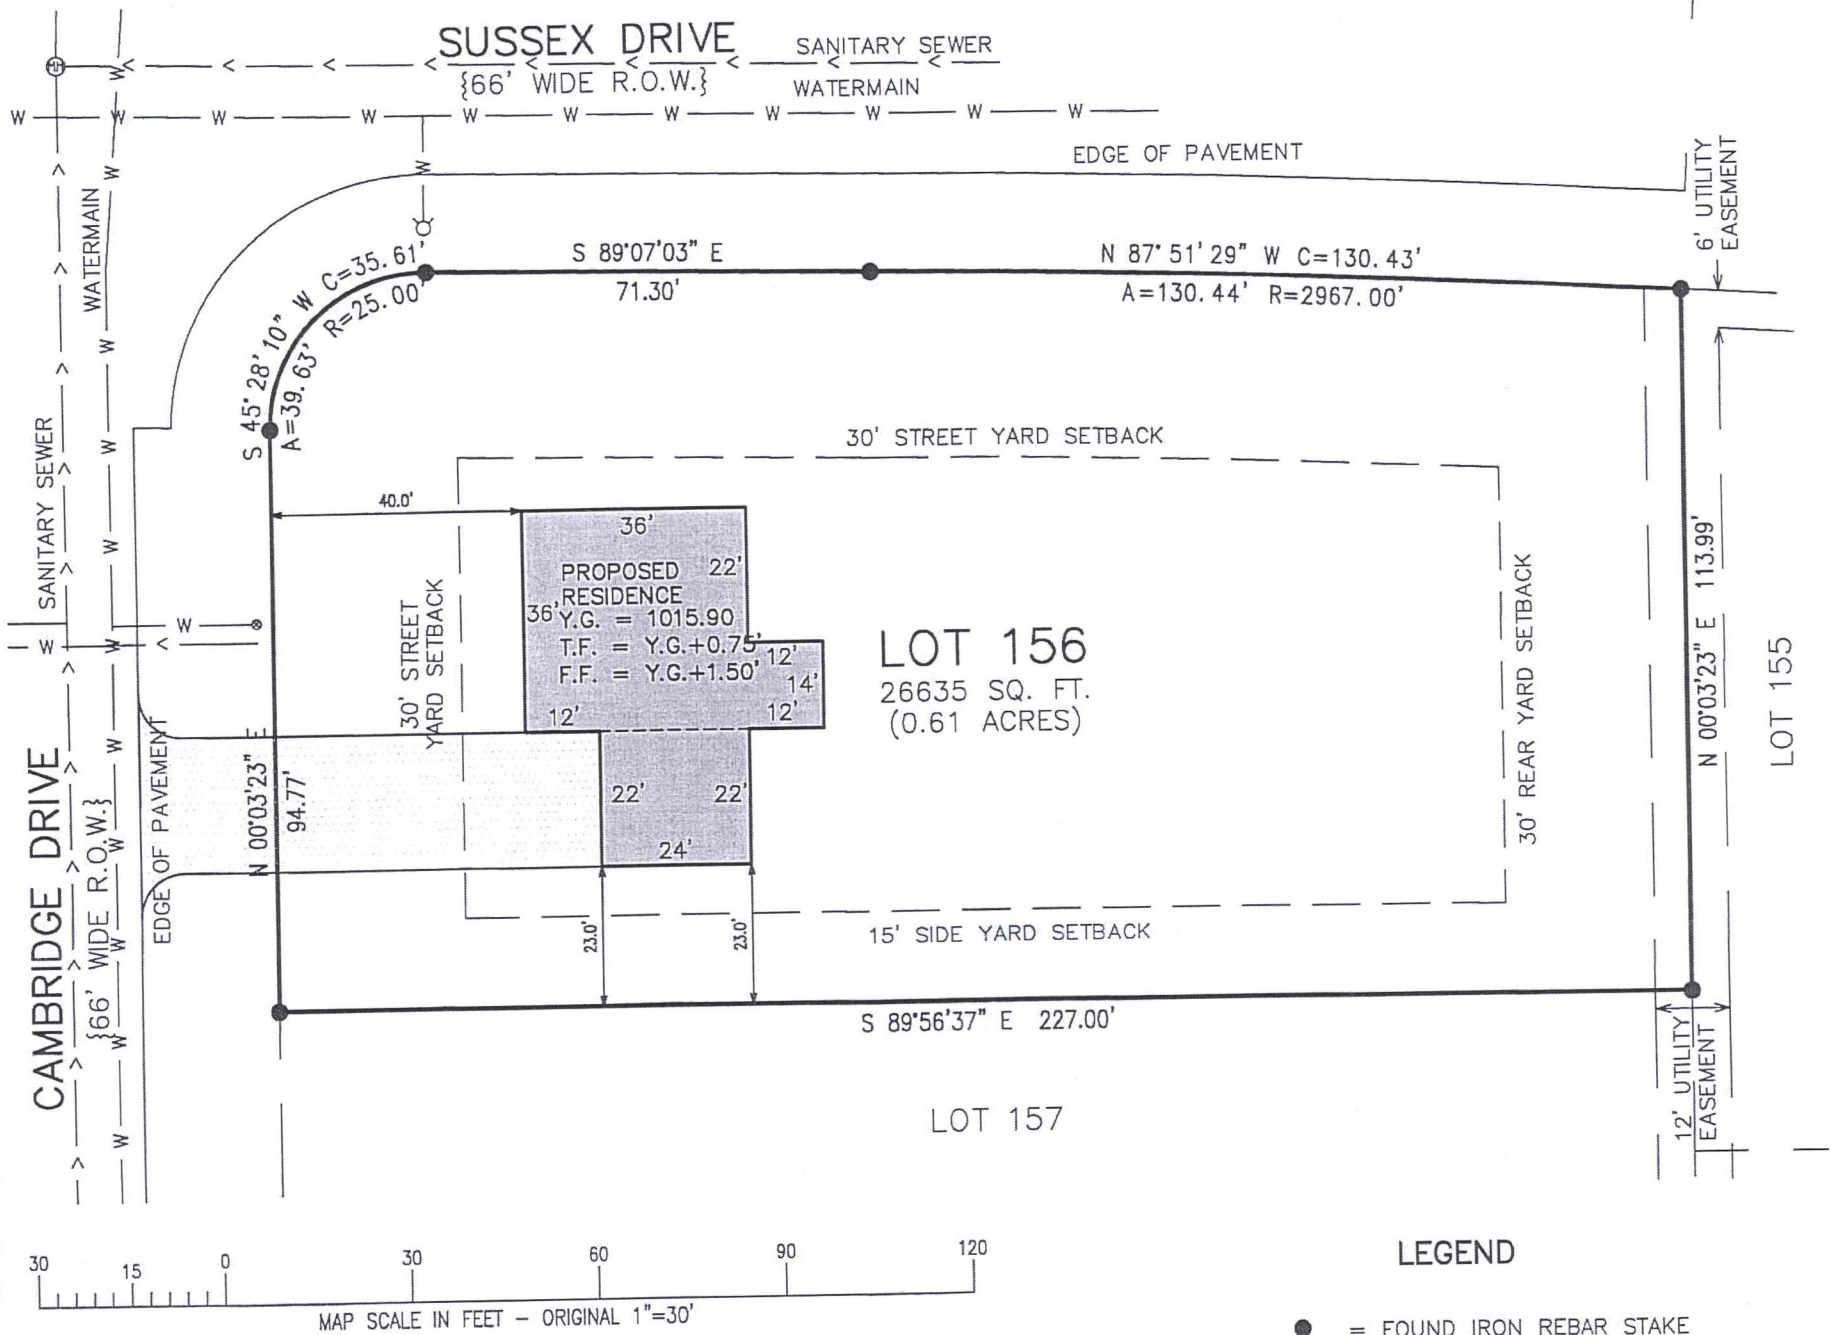 SUSSEX DRIVE
{66' WIDE R.O.W.}
SANITARY SEWER
WATERMAIN
MH
W W W W W W W W W W
EDGE OF PAVEMENT
6' UTILITY
EASEMENT
WATERMAIN
SANITARY SEWER
S 45°28'10" W C=35.61'
A=39.63' R=25.00'
S 89°07'03" E
71.30'
N 87°51'29" W C=130.43'
A=130.44' R=2967.00'
30' STREET YARD SETBACK
40.0'
36'
PROPOSED 22'
RESIDENCE
36' Y.G. = 1015.90
T.F. = Y.G.+0.75'
F.F. = Y.G.+1.50'
12'
14'
12'
12'
22' 22'
24'
23.0'
23.0'
30' STREET
YARD SETBACK
LOT 156
26635 SQ. FT.
(0.61 ACRES)
30' REAR YARD SETBACK
N 00°03'23" E 113.99'
LOT 155
CAMBRIDGE DRIVE
{66' WIDE R.O.W.}
EDGE OF PAVEMENT
N 00°03'23" E
94.77'
15' SIDE YARD SETBACK
S 89°56'37" E 227.00'
12' UTILITY
EASEMENT
LOT 157
30 15 0 30 60 90 120
MAP SCALE IN FEET - ORIGINAL 1"=30'
LEGEND
● = FOUND IRON REBAR STAKE